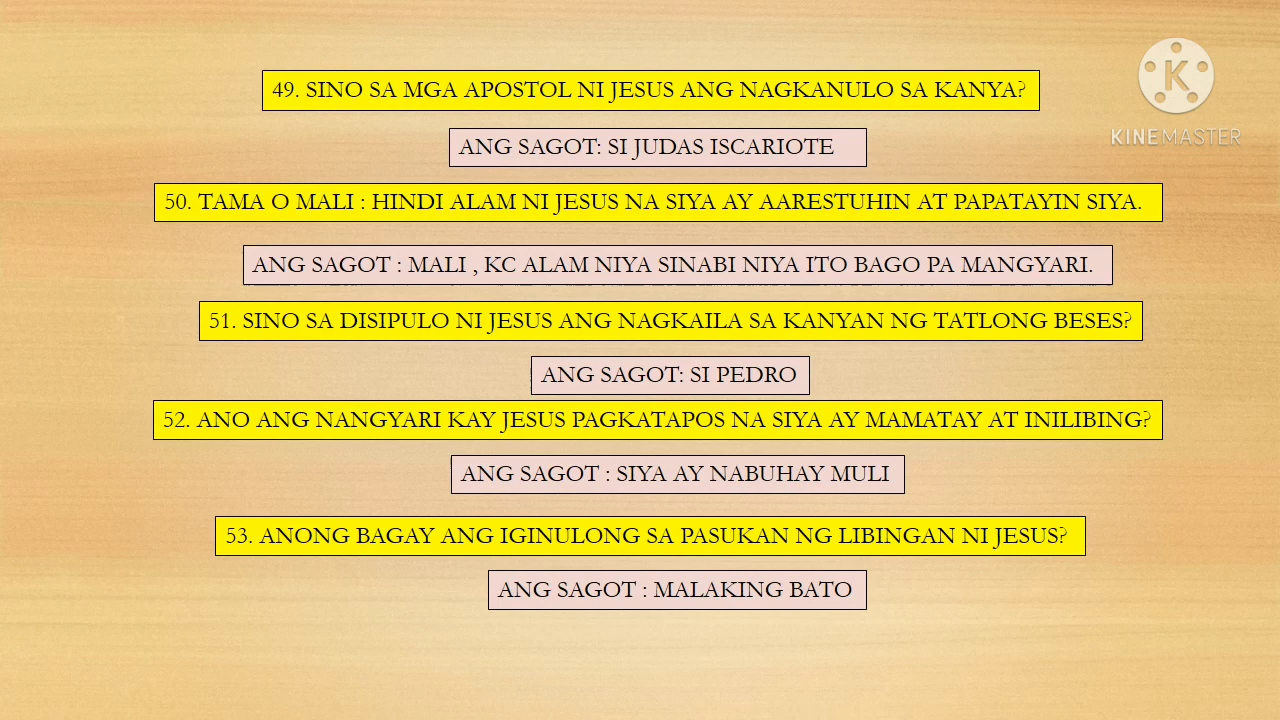 49. SINO SA MGA APOSTOL NI JESUS ANG NAGKANULO SA KANYA?
KINEMASTER
ANG SAGOT: SI JUDAS ISCARIOTE
50. TAMA O MALI : HINDI ALAM NI JESUS NA SIYA AY AARESTUHIN AT PAPATAYIN SIYA.
ANG SAGOT : MALI , KC ALAM NIYA SINABI NIYA ITO BAGO PA MANGYARI.
51. SINO SA DISIPULO NI JESUS ANG NAGKAILA SA KANYAN NG TATLONG BESES?
ANG SAGOT: SI PEDRO
52. ANO ANG NANGYARI KAY JESUS PAGKATAPOS NA SIYA AY MAMATAY AT INILIBING?
ANG SAGOT : SIYA AY NABUHAY MULI
53. ANONG BAGAY ANG IGINULONG SA PASUKAN NG LIBINGAN NI JESUS?
ANG SAGOT : MALAKING BATO